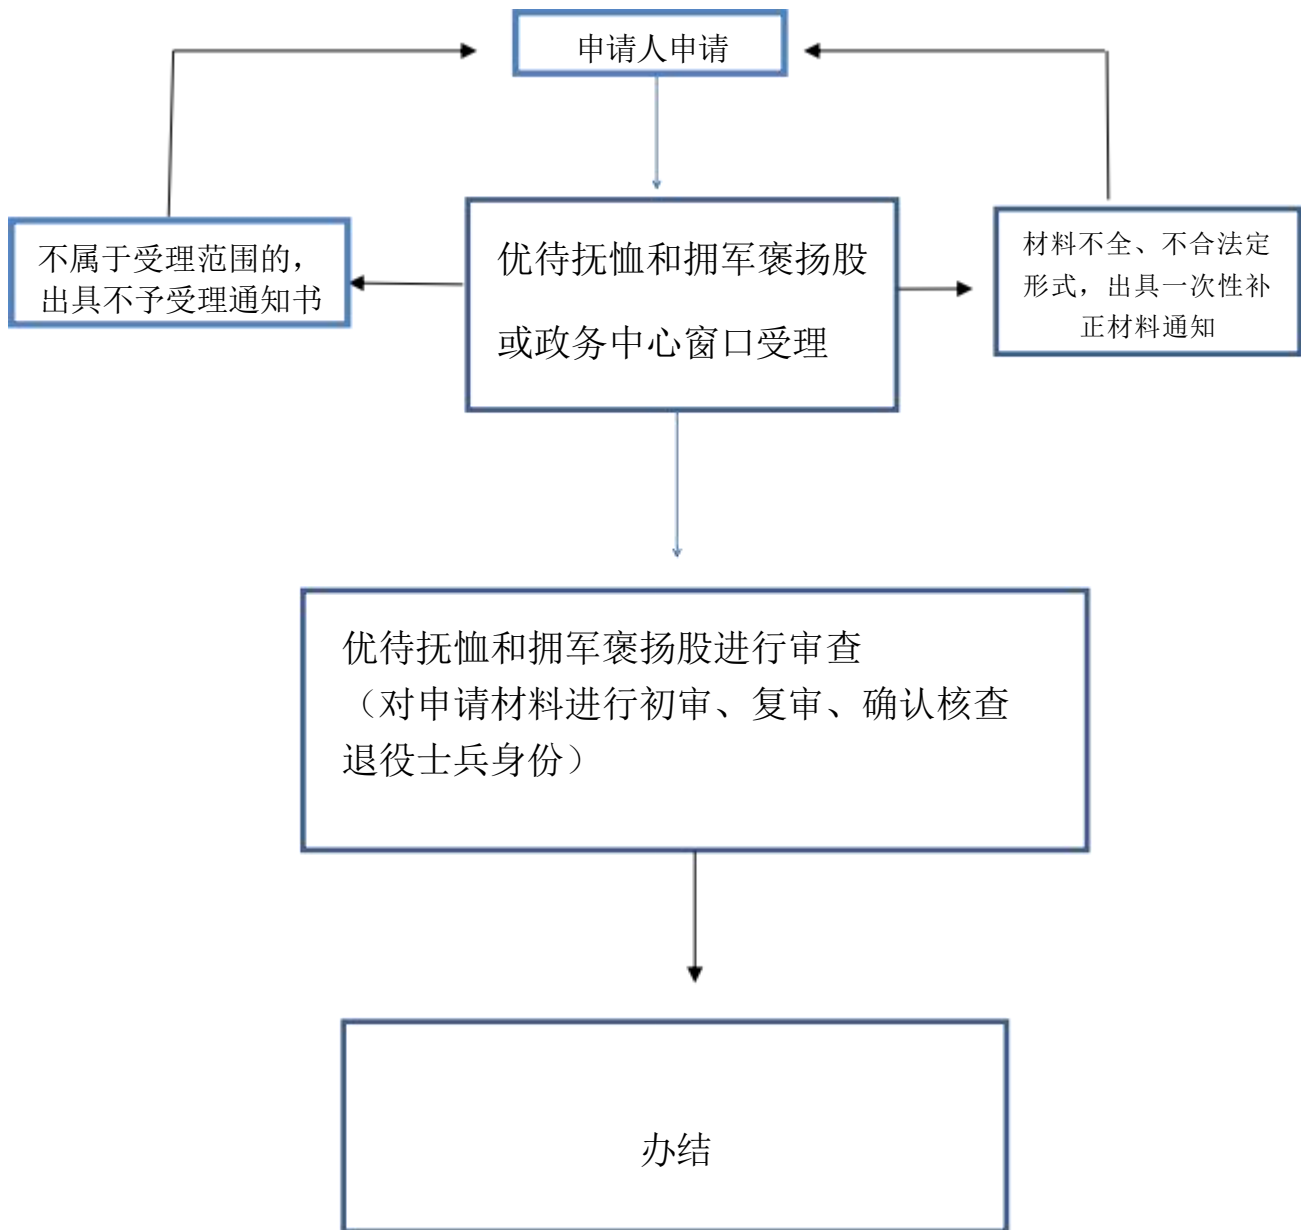 申请人申请
不属于受理范围的，
出具不予受理通知书
优待抚恤和拥军褒扬股
或政务中心窗口受理
材料不全、不合法定
形式，出具一次性补
正材料通知
优待抚恤和拥军褒扬股进行审查
（对申请材料进行初审、复审、确认核查
退役士兵身份）
办结